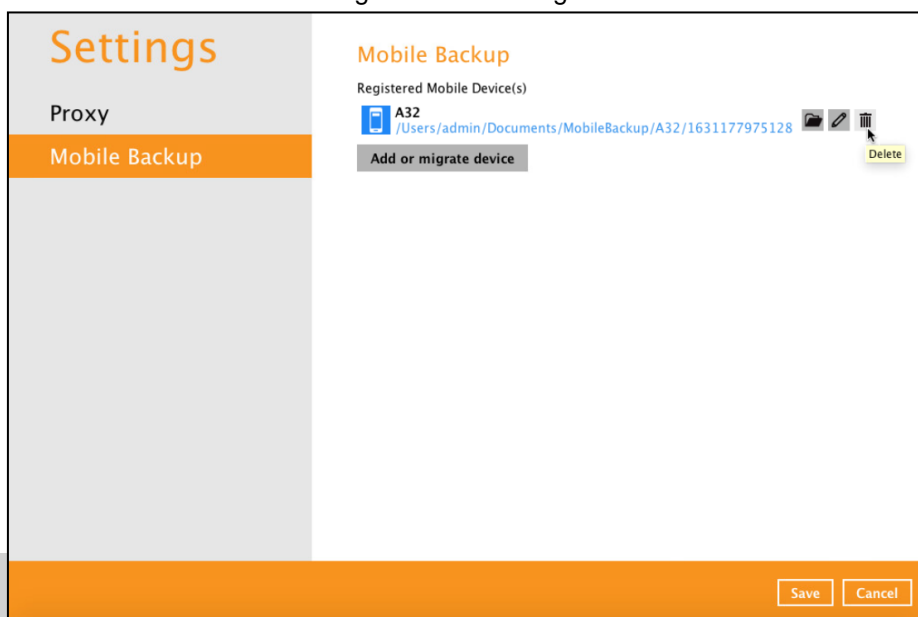 Settings
Proxy
Mobile Backup
Mobile Backup
Registered Mobile Device(s)
A32
/Users/admin/Documents/MobileBackup/A32/1631177975128
Delete
Add or migrate device
Save
Cancel